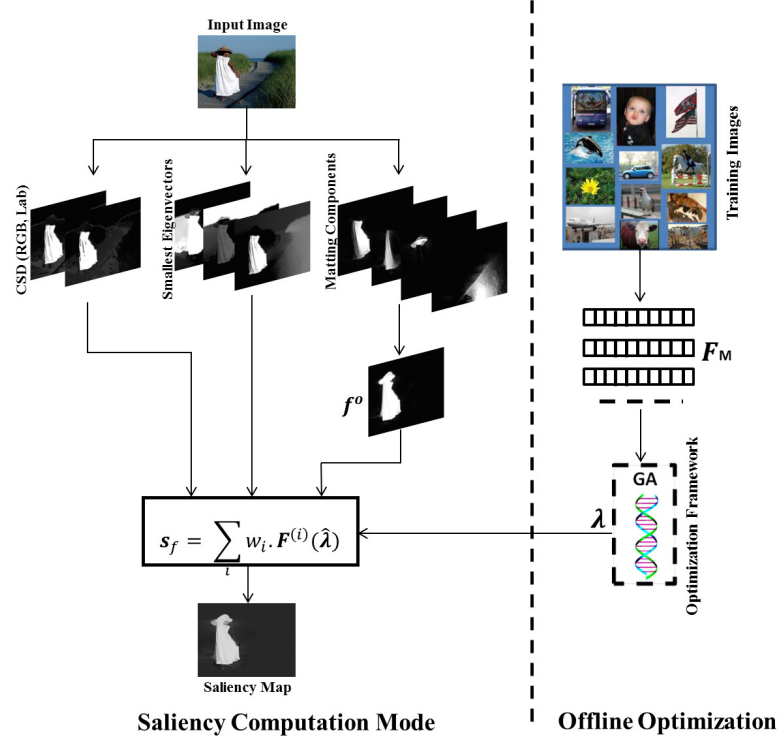 Input Image
CSD (RGB, Lab)
Smallest Eigenvectors
Matting Components
f^o
s_f = ∑_i w_i . F^(i)(λ̂)
Saliency Map
Saliency Computation Mode
Training Images
F_M
GA
λ
Optimization Framework
Offline Optimization